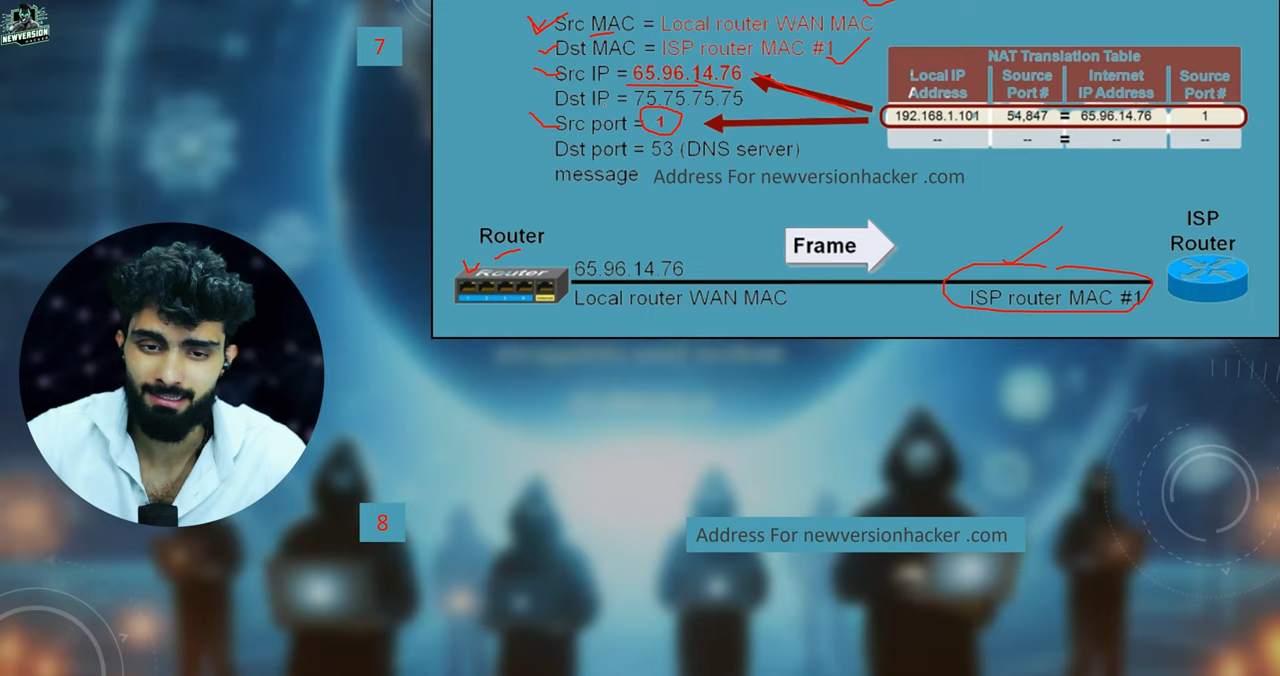 NEWVERSION
HACKER
7
Src MAC = Local router WAN MAC
Dst MAC = ISP router MAC #1
Src IP = 65.96.14.76
Dst IP = 75.75.75.75
Src port = 1
Dst port = 53 (DNS server)
message Address For newversionhacker .com
NAT Translation Table
Local IP Address Source Port # Internet IP Address Source Port #
192.168.1.101 54,847 = 65.96.14.76 1
-- -- = -- --
Router
Router
65.96.14.76
Local router WAN MAC
Frame
ISP router MAC #1
ISP
Router
8
Address For newversionhacker .com